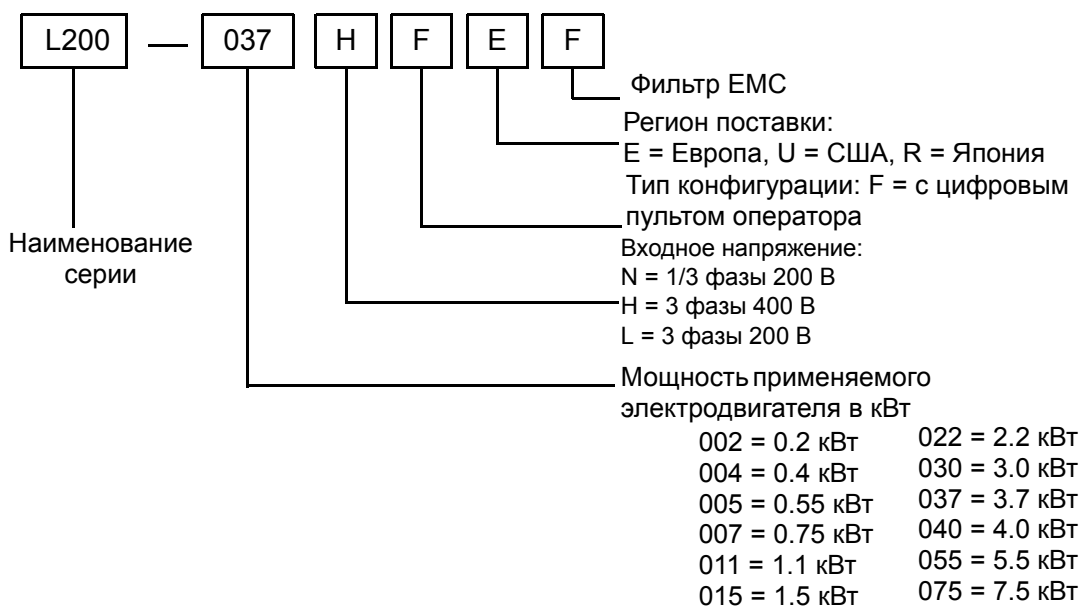 L200 — 037 H F E F
Фильтр EMC
Регион поставки:
E = Европа, U = США, R = Япония
Тип конфигурации: F = с цифровым
пультом оператора
Наименование
серии
Входное напряжение:
N = 1/3 фазы 200 В
H = 3 фазы 400 В
L = 3 фазы 200 В
Мощность применяемого
электродвигателя в кВт
002 = 0.2 кВт
004 = 0.4 кВт
005 = 0.55 кВт
007 = 0.75 кВт
011 = 1.1 кВт
015 = 1.5 кВт
022 = 2.2 кВт
030 = 3.0 кВт
037 = 3.7 кВт
040 = 4.0 кВт
055 = 5.5 кВт
075 = 7.5 кВт